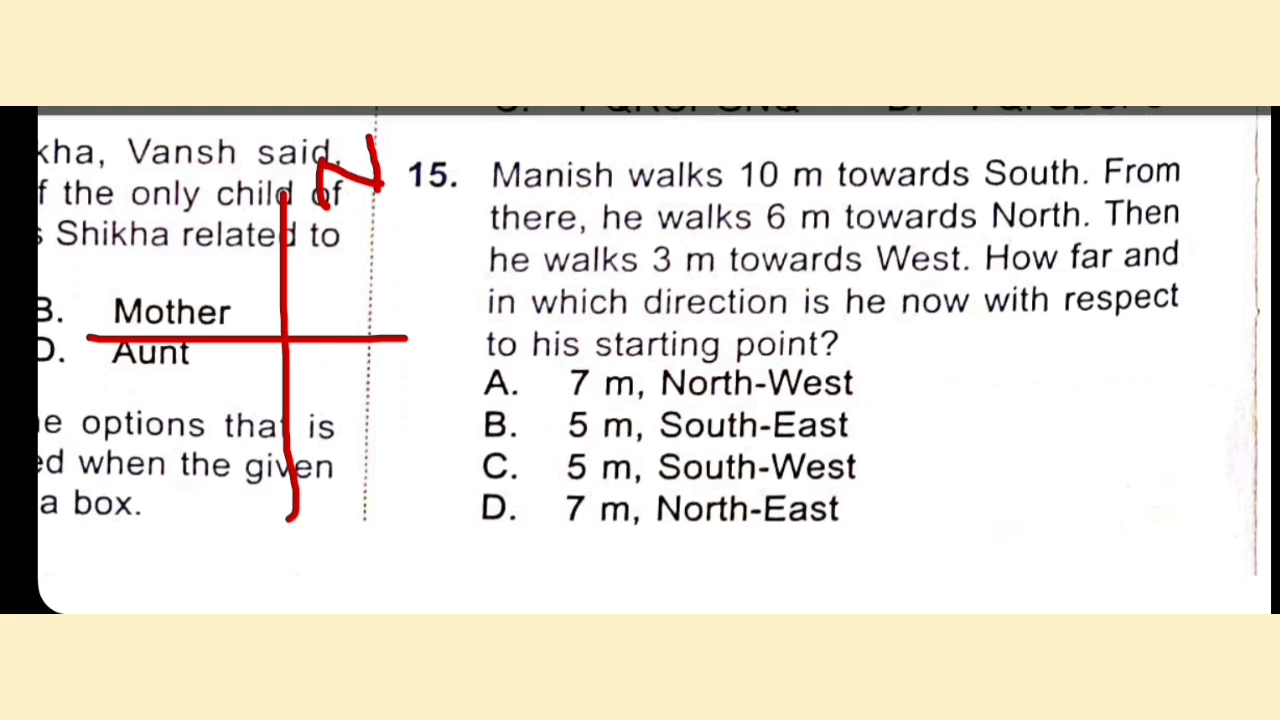 kha, Vansh said,
f the only child of
s Shikha related to
B. Mother
D. Aunt
e options that is
ed when the given
a box.
N
15. Manish walks 10 m towards South. From
there, he walks 6 m towards North. Then
he walks 3 m towards West. How far and
in which direction is he now with respect
to his starting point?
A. 7 m, North-West
B. 5 m, South-East
C. 5 m, South-West
D. 7 m, North-East